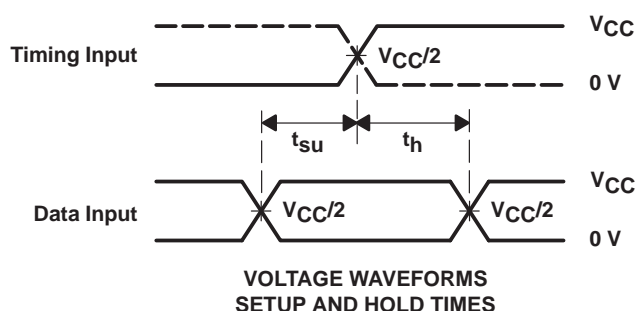 VCC
Timing Input
VCC/2
0 V
tsu
th
VCC
Data Input
VCC/2
VCC/2
0 V
VOLTAGE WAVEFORMS
SETUP AND HOLD TIMES